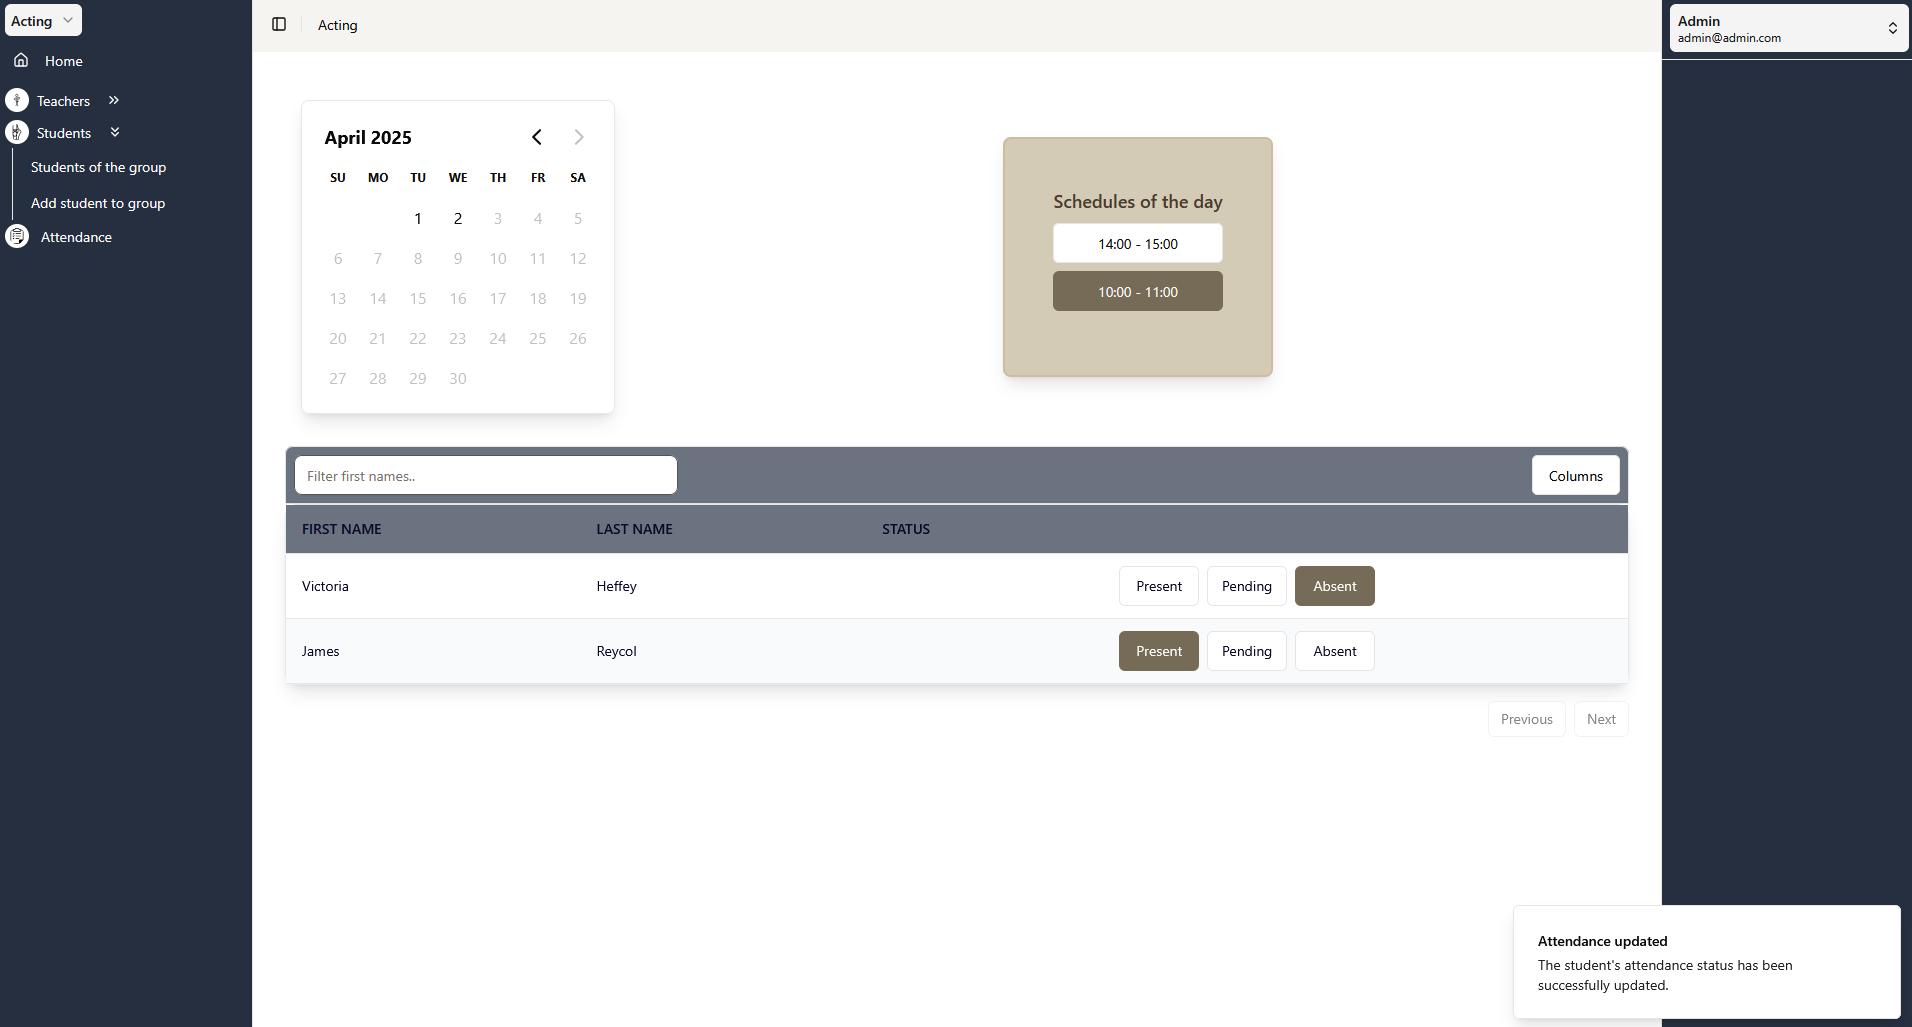 Acting
Home
Teachers
Students
Students of the group
Add student to group
Attendance
Acting
Admin
admin@admin.com
April 2025
SU MO TU WE TH FR SA
1 2 3 4 5
6 7 8 9 10 11 12
13 14 15 16 17 18 19
20 21 22 23 24 25 26
27 28 29 30
Schedules of the day
14:00 - 15:00
10:00 - 11:00
Filter first names..
Columns
FIRST NAME LAST NAME STATUS
Victoria Heffey Present Pending Absent
James Reycol Present Pending Absent
Previous Next
Attendance updated
The student's attendance status has been
successfully updated.